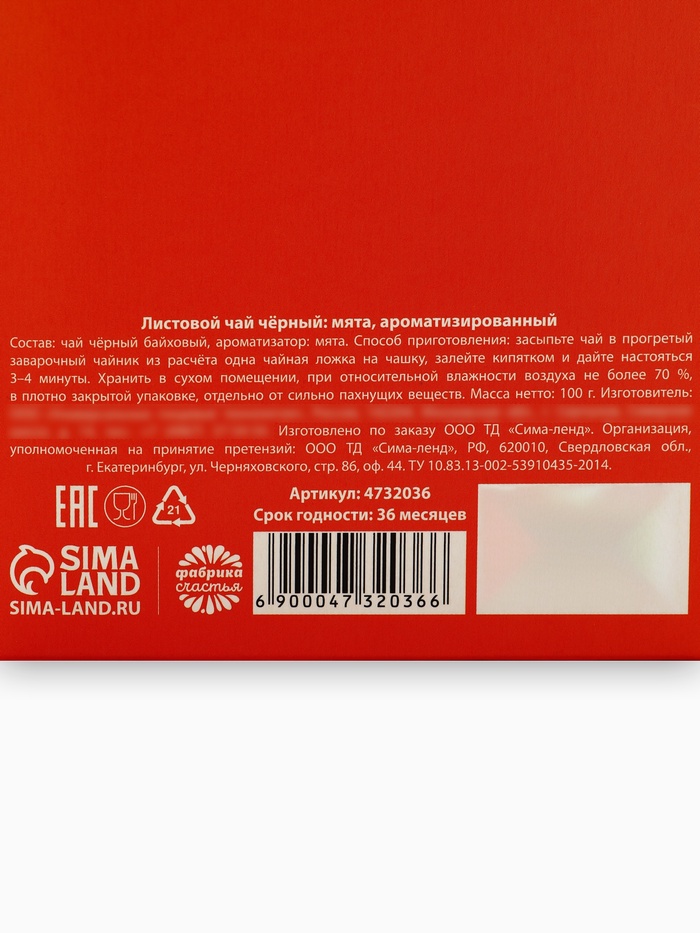 Листовой чай чёрный: мята, ароматизированный
Состав: чай чёрный байховый, ароматизатор: мята. Способ приготовления: засыпьте чай в прогретый
заварочный чайник из расчёта одна чайная ложка на чашку, залейте кипятком и дайте настояться
3–4 минуты. Хранить в сухом помещении, при относительной влажности воздуха не более 70 %,
в плотно закрытой упаковке, отдельно от сильно пахнущих веществ. Масса нетто: 100 г. Изготовитель:
Изготовлено по заказу ООО ТД «Сима-ленд». Организация,
уполномоченная на принятие претензий: ООО ТД «Сима-ленд», РФ, 620010, Свердловская обл.,
г. Екатеринбург, ул. Черняховского, стр. 86, оф. 44. ТУ 10.83.13-002-53910435-2014.
EAC
21
Артикул: 4732036
Срок годности: 36 месяцев
SIMA
LAND
SIMA-LAND.RU
фабрика
счастья
6 900047 320366